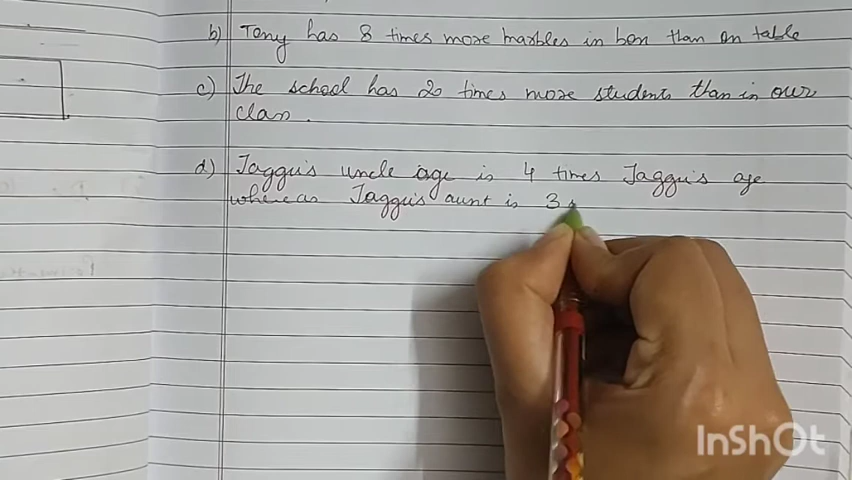 b) Tony has 8 times more marbles in box than on table
c) The school has 20 times more students than in our
class.
d) Jaggu's uncle age is 4 times Jaggu's age
whereas Jaggu's aunt is 3
InShOt